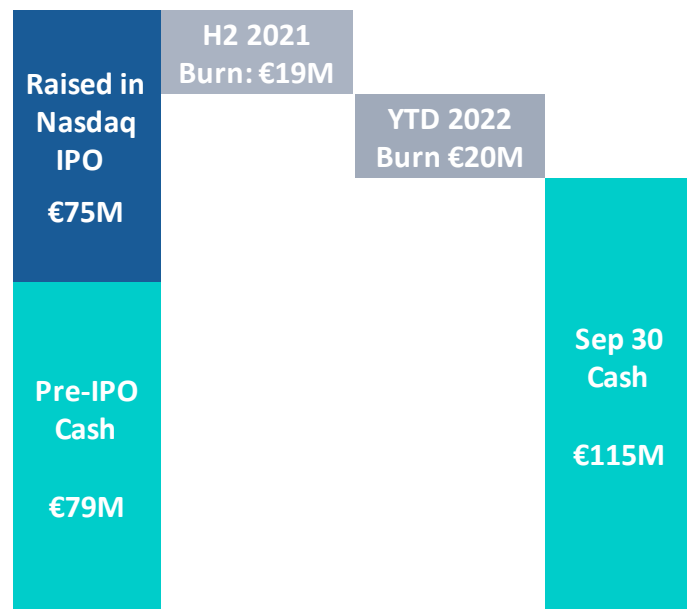 Raised in
Nasdaq
IPO
€75M
Pre-IPO
Cash
€79M
H2 2021
Burn: €19M
YTD 2022
Burn €20M
Sep 30
Cash
€115M